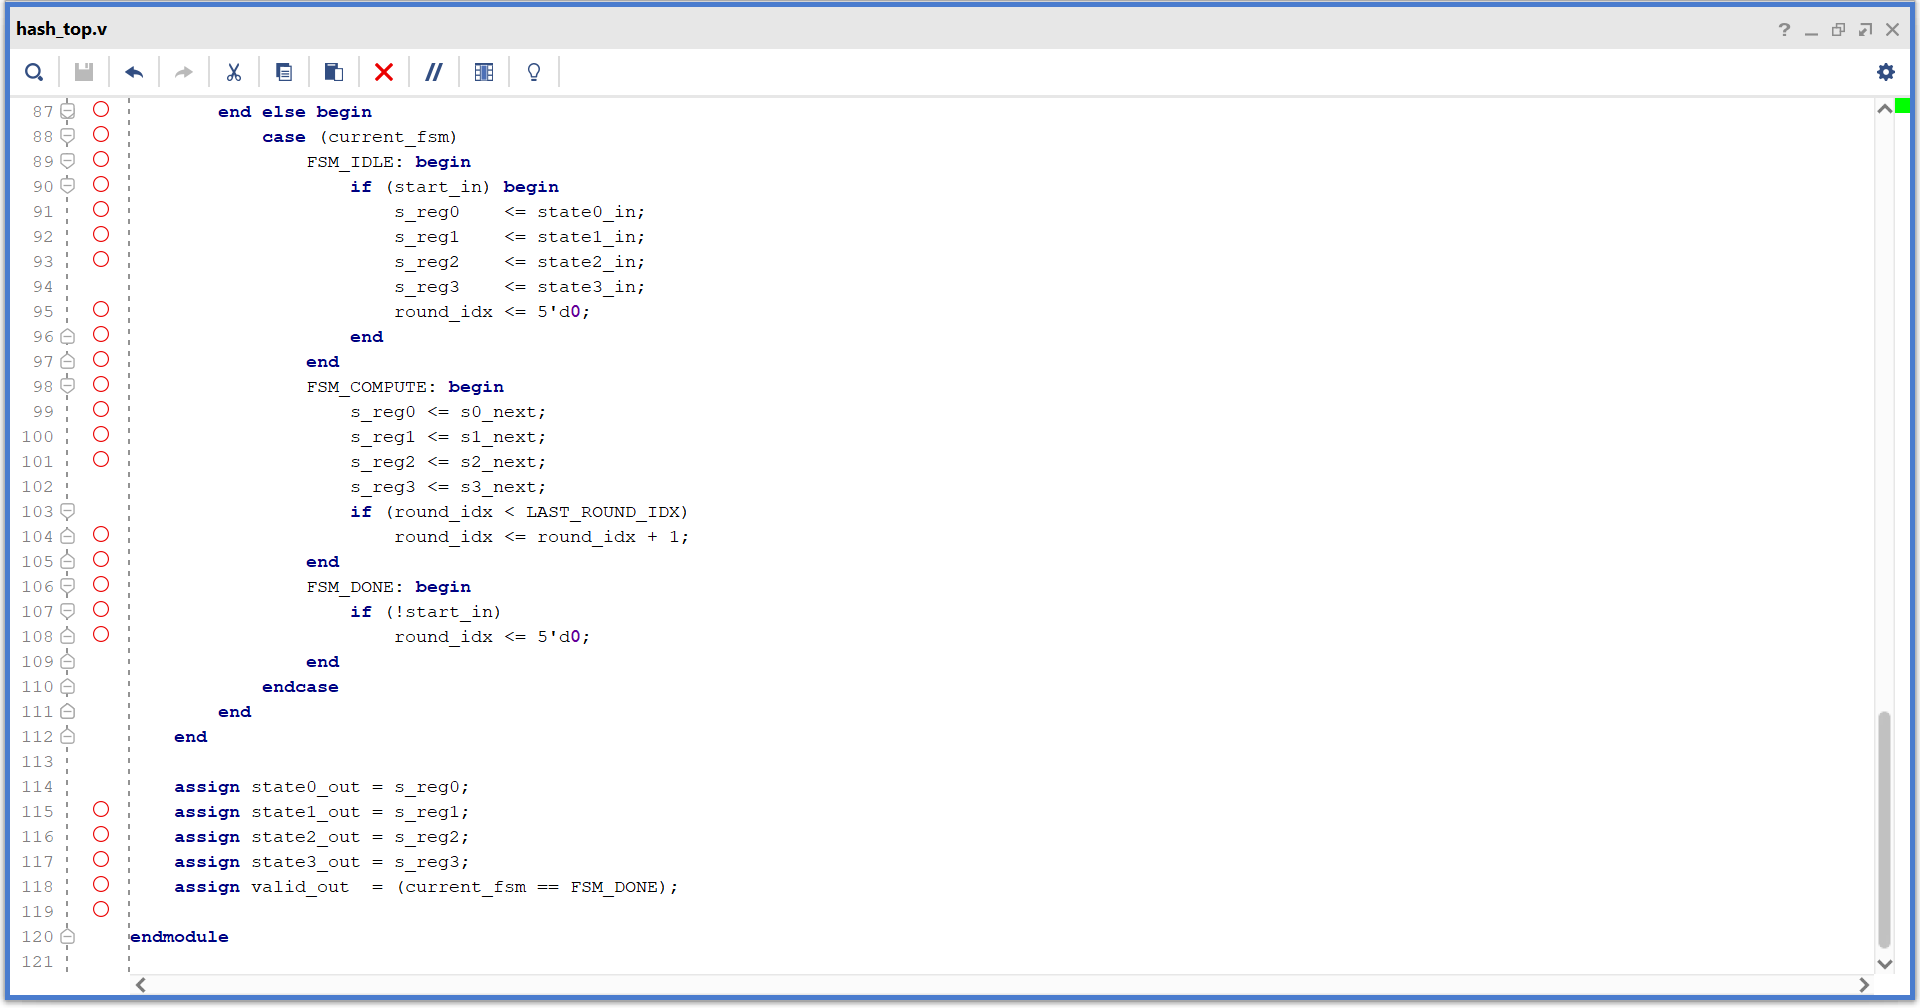 hash_top.v
87         end else begin
88             case (current_fsm)
89                 FSM_IDLE: begin
90                     if (start_in) begin
91                         s_reg0    <= state0_in;
92                         s_reg1    <= state1_in;
93                         s_reg2    <= state2_in;
94                         s_reg3    <= state3_in;
95                         round_idx <= 5'd0;
96                     end
97                 end
98                 FSM_COMPUTE: begin
99                     s_reg0 <= s0_next;
100                     s_reg1 <= s1_next;
101                     s_reg2 <= s2_next;
102                     s_reg3 <= s3_next;
103                     if (round_idx < LAST_ROUND_IDX)
104                         round_idx <= round_idx + 1;
105                 end
106                 FSM_DONE: begin
107                     if (!start_in)
108                         round_idx <= 5'd0;
109                 end
110             endcase
111         end
112     end
113
114     assign state0_out = s_reg0;
115     assign state1_out = s_reg1;
116     assign state2_out = s_reg2;
117     assign state3_out = s_reg3;
118     assign valid_out  = (current_fsm == FSM_DONE);
119
120 endmodule
121